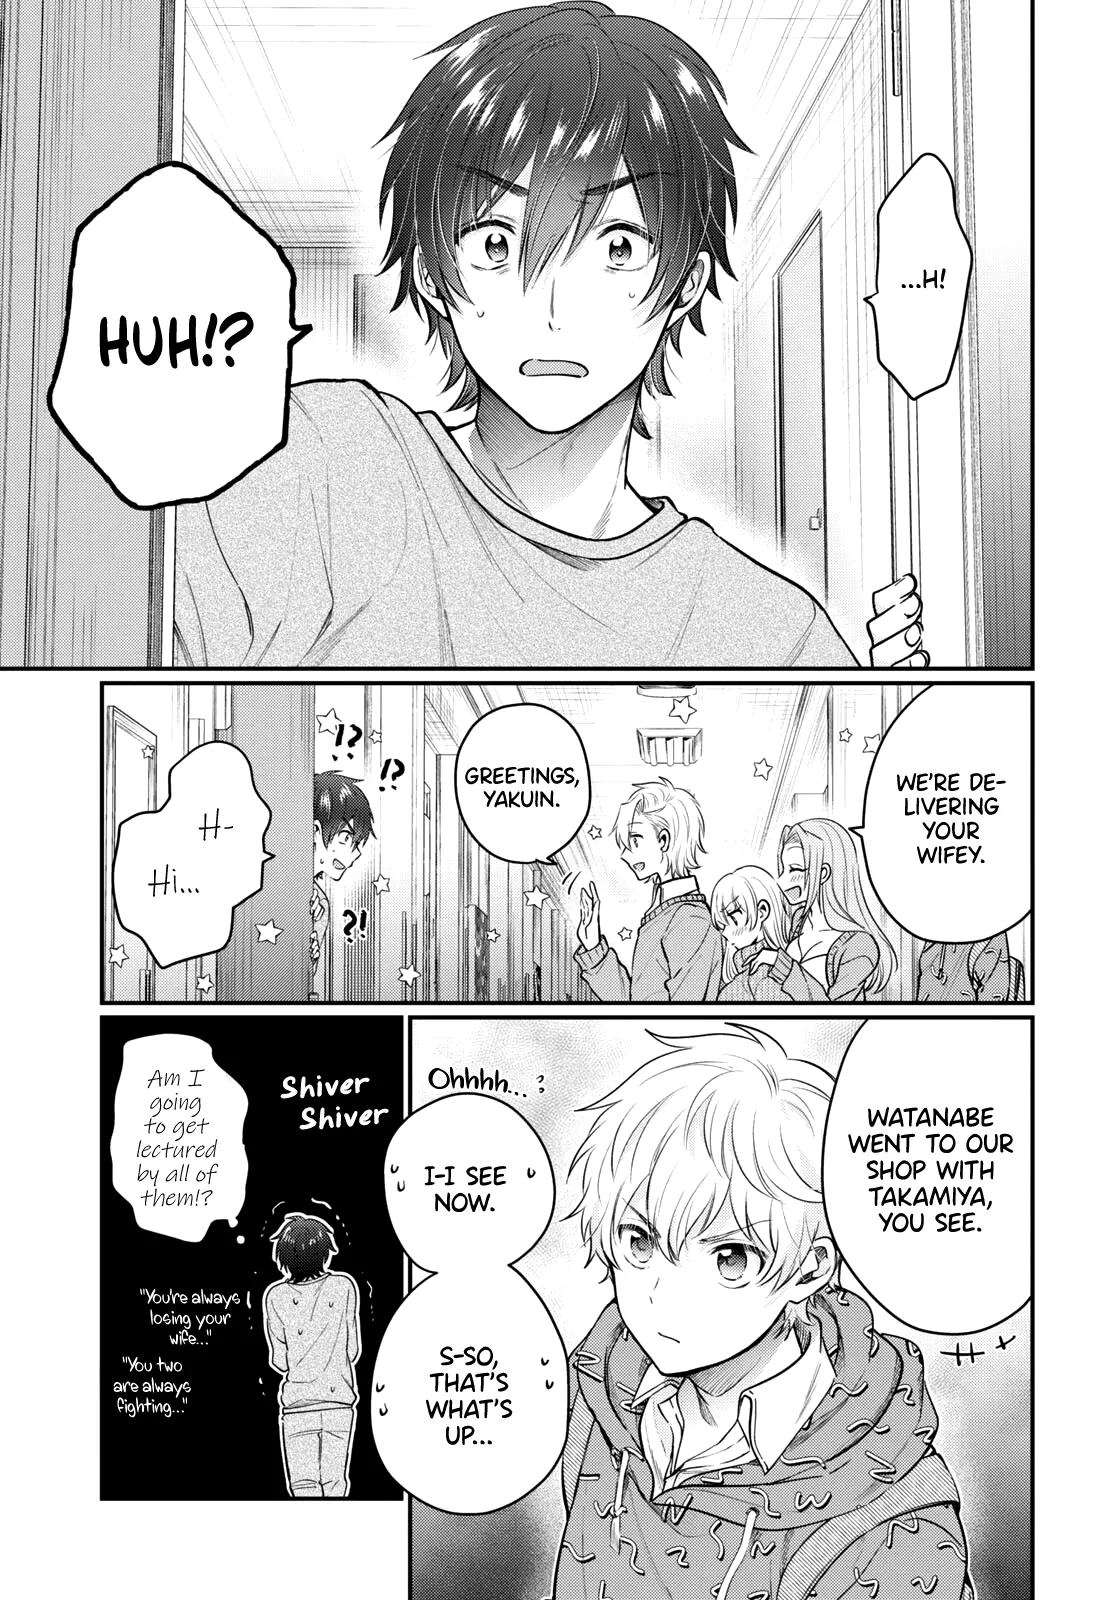 ...H!
HUH!?
WE'RE DE-
LIVERING
YOUR
WIFEY.
GREETINGS,
YAKUIN.
!?
!?
?!
H-
Hi...
WATANABE
WENT TO OUR
SHOP WITH
TAKAMIYA,
YOU SEE.
Ohhhh...
I-I SEE
NOW.
S-SO,
THAT'S
WHAT'S
UP...
Shiver
Shiver
Am I
going
to get
lectured
by all of
them!?
"You're always
losing your
wife..."
"You two
are always
fighting..."